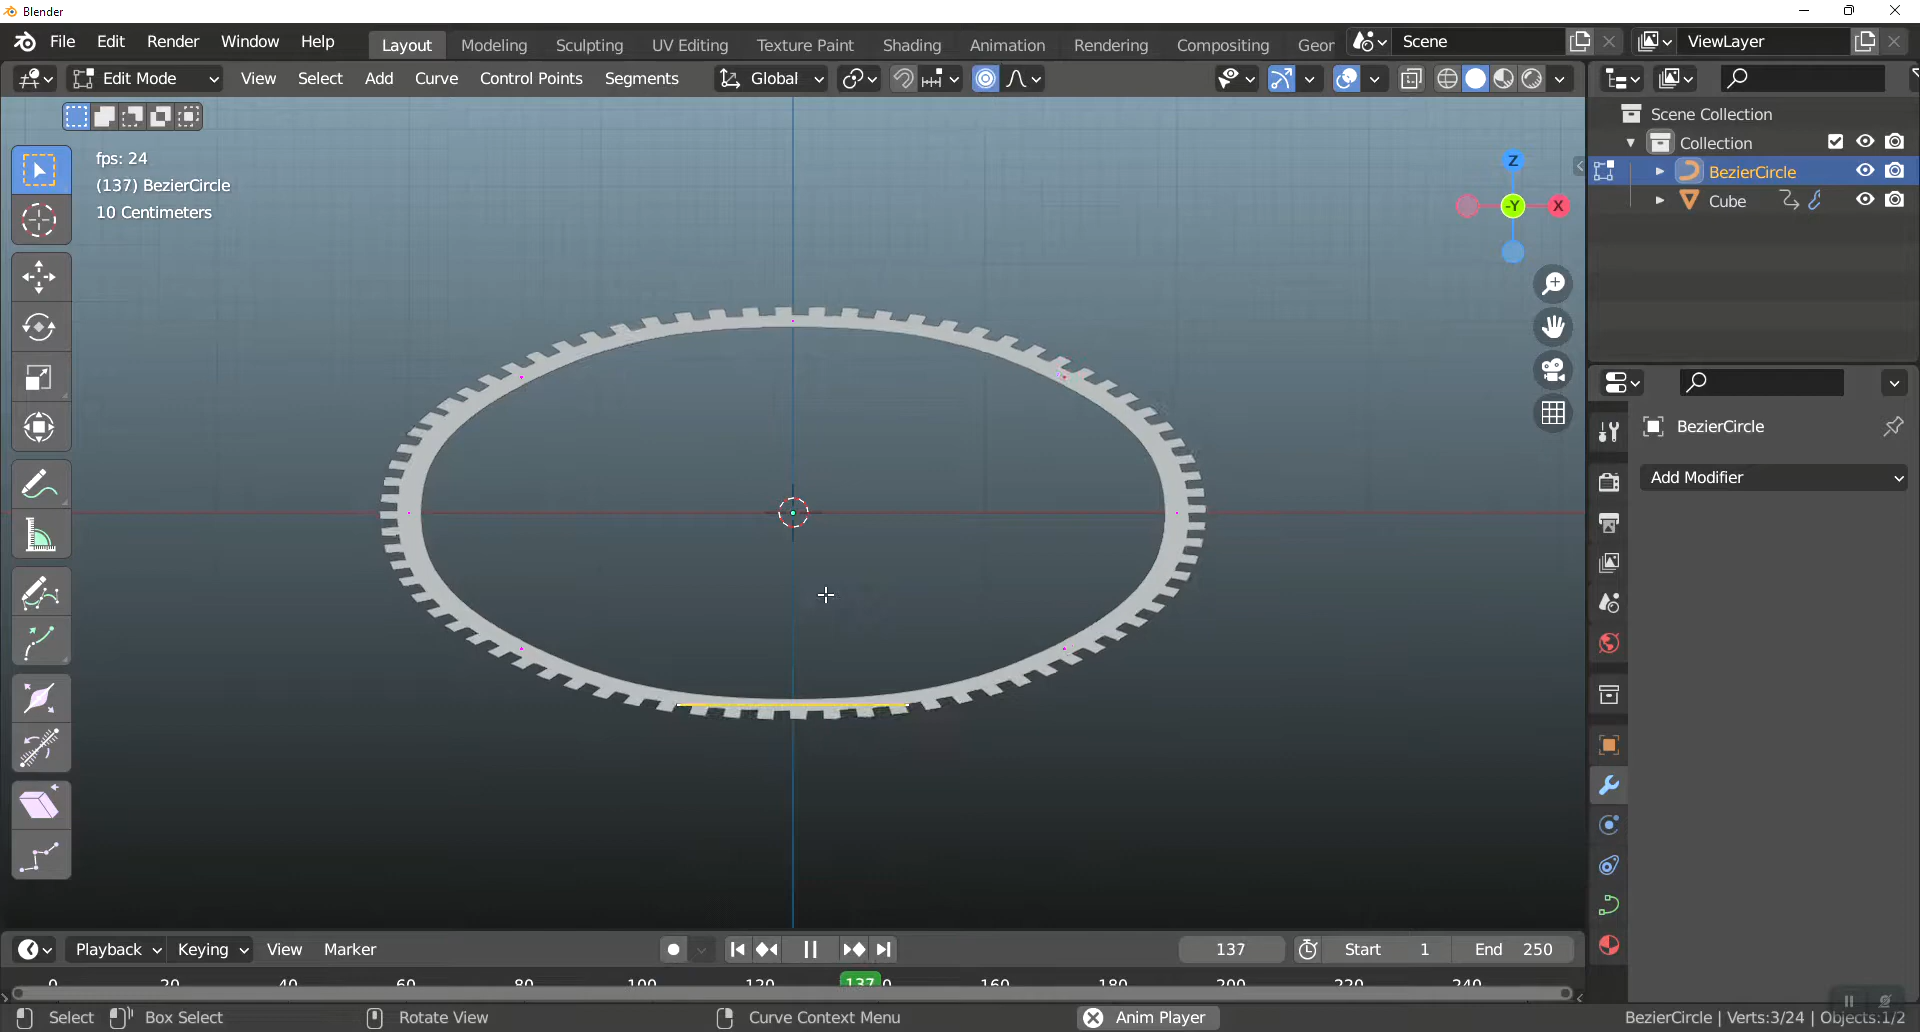 Blender
File Edit Render Window Help Layout Modeling Sculpting UV Editing Texture Paint Shading Animation Rendering Compositing Geor Scene ViewLayer
Edit Mode View Select Add Curve Control Points Segments Global
Scene Collection
Collection
BezierCircle
Cube
fps: 24
(137) BezierCircle
10 Centimeters
Z
-Y X
BezierCircle
Add Modifier
Playback Keying View Marker 137 Start 1 End 250
0 20 40 60 80 100 120 137 0 160 180 200 220 240
Select Box Select Rotate View Curve Context Menu Anim Player BezierCircle | Verts:3/24 | Objects:1/2